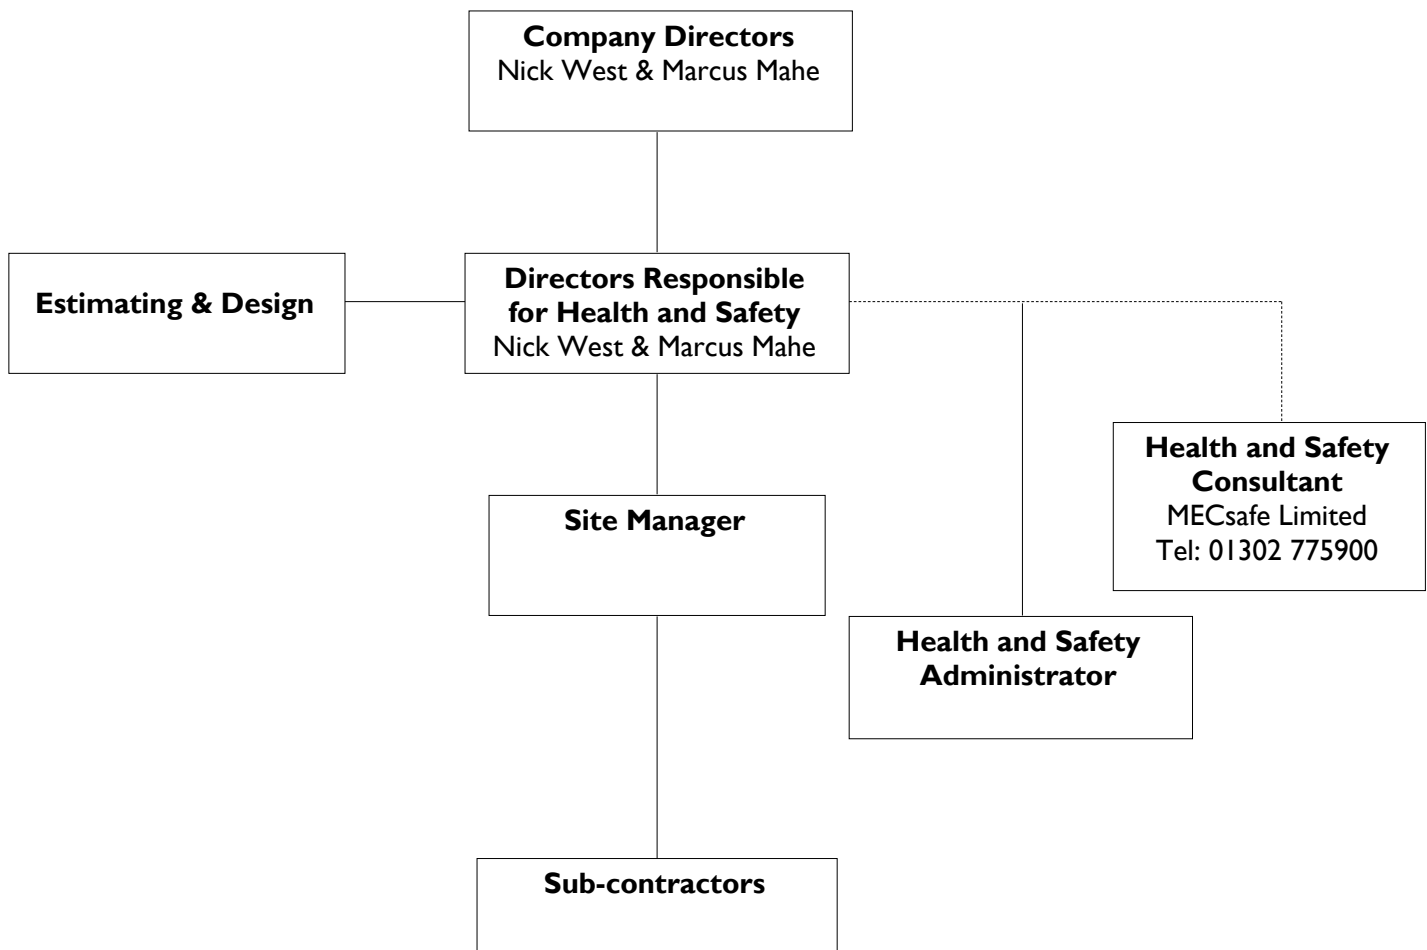 Company Directors
Nick West & Marcus Mahe
Estimating & Design
Directors Responsible
for Health and Safety
Nick West & Marcus Mahe
Health and Safety
Consultant
MECsafe Limited
Tel: 01302 775900
Site Manager
Health and Safety
Administrator
Sub-contractors